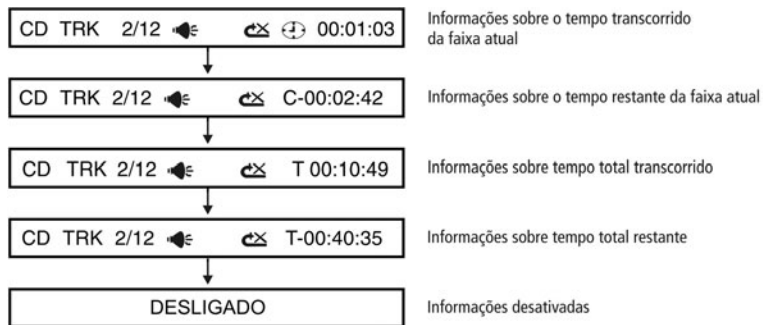 CD TRK 2/12 00:01:03
Informações sobre o tempo transcorrido
da faixa atual
CD TRK 2/12 C-00:02:42
Informações sobre o tempo restante da faixa atual
CD TRK 2/12 T 00:10:49
Informações sobre tempo total transcorrido
CD TRK 2/12 T-00:40:35
Informações sobre tempo total restante
DESLIGADO
Informações desativadas